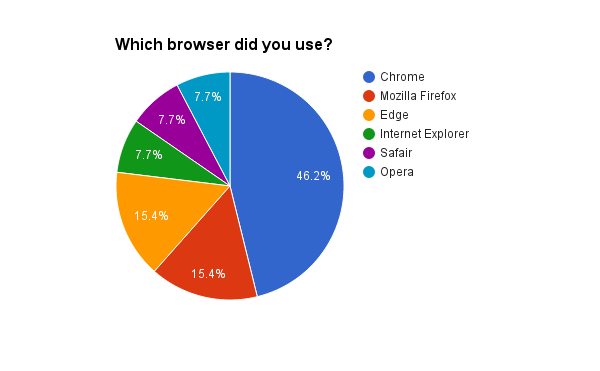 Which browser did you use?
Chrome
Mozilla Firefox
Edge
Internet Explorer
Safair
Opera
7.7%
7.7%
7.7%
46.2%
15.4%
15.4%